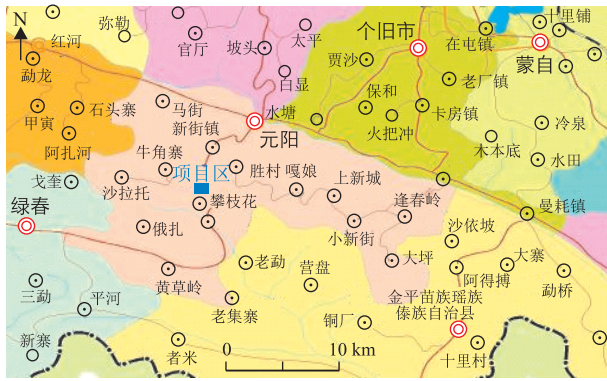 N
红河
弥勒
官厅
坡头
太平
白显
个旧市
贾沙
在屯镇
十里铺
蒙自
勐龙
甲寅
石头寨
阿扎河
马街
新街镇
水塘
元阳
保和
火把冲
老厂镇
卡房镇
冷泉
木本底
水田
戈奎
沙拉托
牛角寨
项目区
胜村
嘎娘
上新城
逢春岭
曼耗镇
绿春
俄扎
攀枝花
小新街
沙依坡
大坪
老勐
营盘
黄草岭
阿得搏
大寨
勐桥
三勐
平河
老集寨
金平苗族瑶族
傣族自治县
铜厂
新寨
者米
十里村
0
10 km